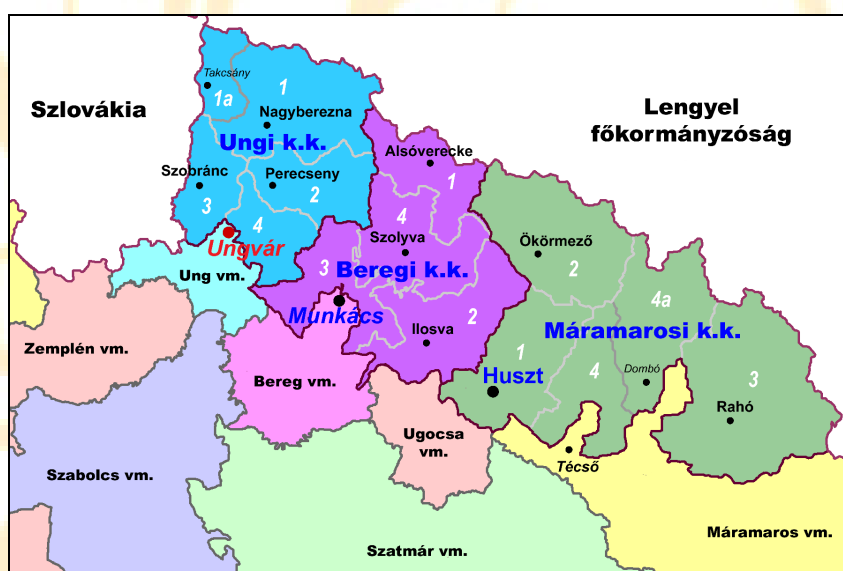 Takcsány
1
1a
Szlovákia
Nagyberezna
Lengyel
főkormányzóság
Ungi k.k.
Alsóverecke
Szobránc
Perecseny
1
2
3
4
4
Ungvár
Szolyva
Ökörmező
Ung vm.
3
Beregi k.k.
2
4a
Munkács
2
Ilosva
Máramarosi k.k.
Zemplén vm.
1
Bereg vm.
Huszt
4
Dombó
3
Rahó
Ugocsa
vm.
Técső
Szabolcs vm.
Máramaros vm.
Szatmár vm.